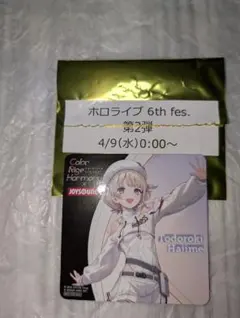 ホロライブ 6th fes.
第2弾
4/9(水)0:00～
Color
Rise
Harmony
JOYSOUND
Todoroki
Hajime